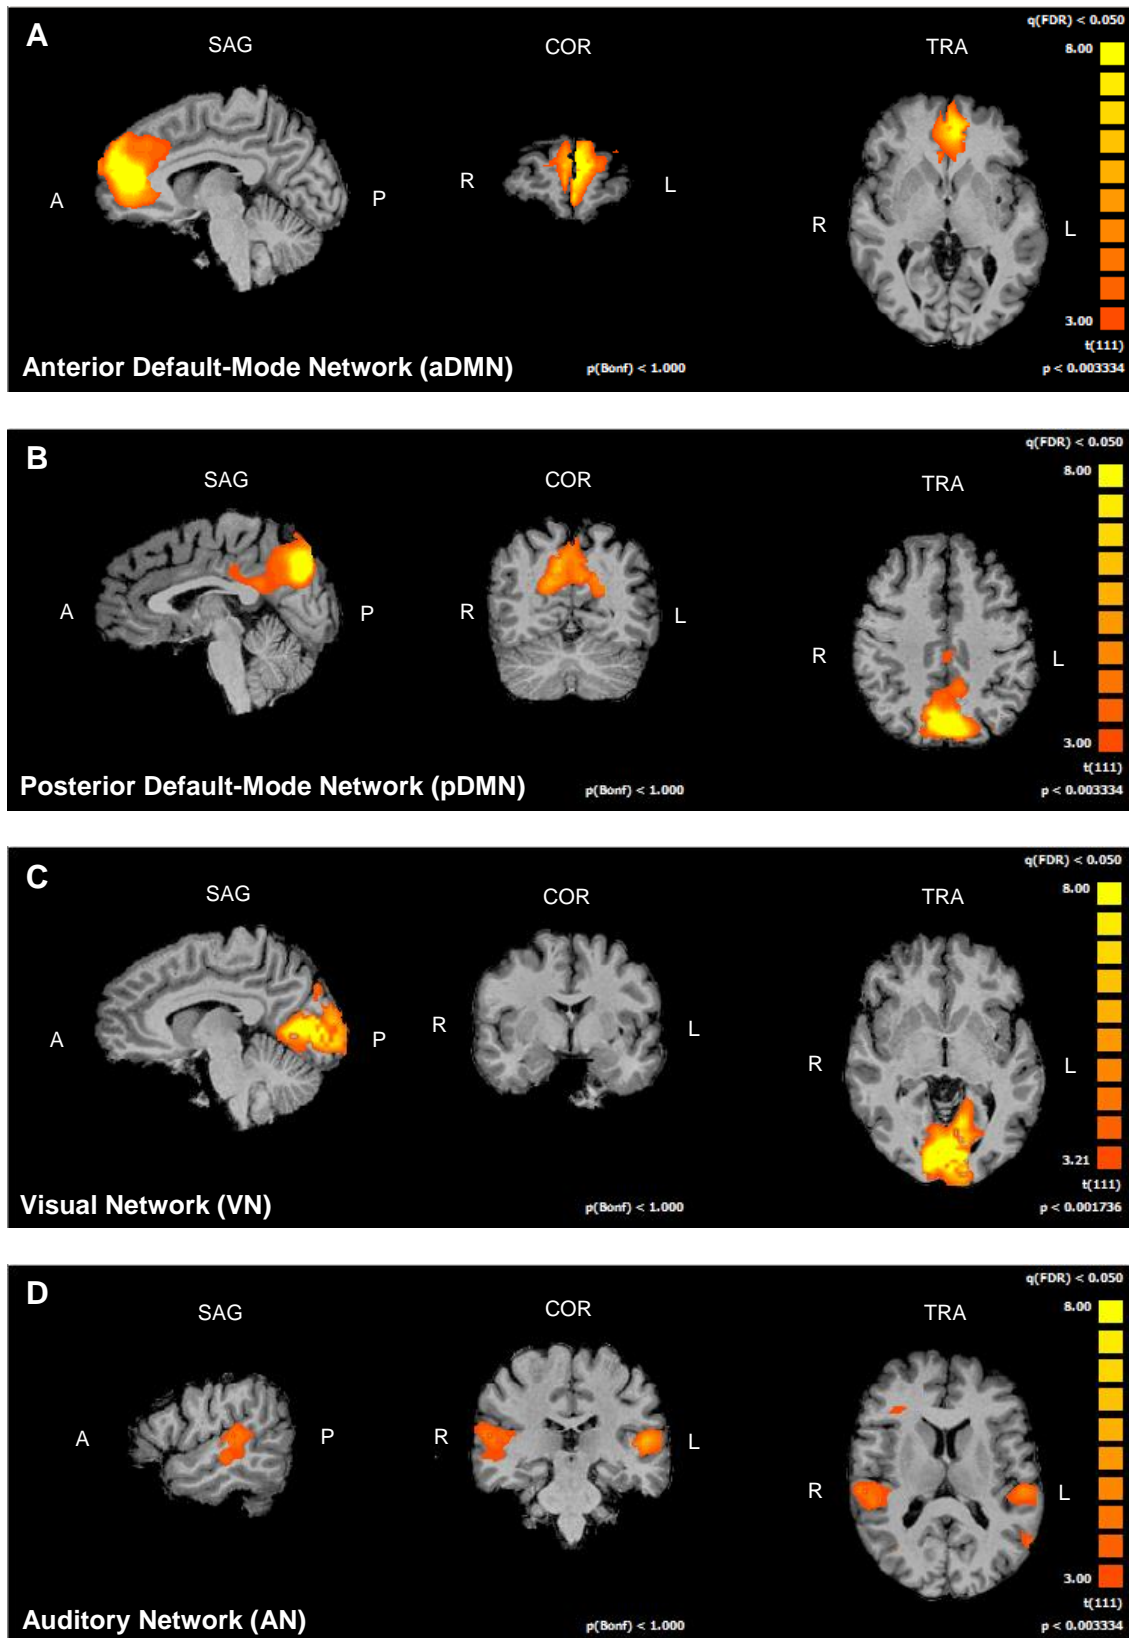 A
SAG
COR
TRA
q(FDR) < 0.050
8.00
A
P
R
L
R
L
3.00
t(111)
p < 0.003334
Anterior Default-Mode Network (aDMN)
p(Bonf) < 1.000
B
SAG
COR
TRA
q(FDR) < 0.050
8.00
A
P
R
L
R
L
3.00
t(111)
p < 0.003334
Posterior Default-Mode Network (pDMN)
p(Bonf) < 1.000
C
SAG
COR
TRA
q(FDR) < 0.050
8.00
A
P
R
L
R
L
3.21
t(111)
p < 0.001736
Visual Network (VN)
p(Bonf) < 1.000
D
SAG
COR
TRA
q(FDR) < 0.050
8.00
A
P
R
L
R
L
3.00
t(111)
p < 0.003334
Auditory Network (AN)
p(Bonf) < 1.000